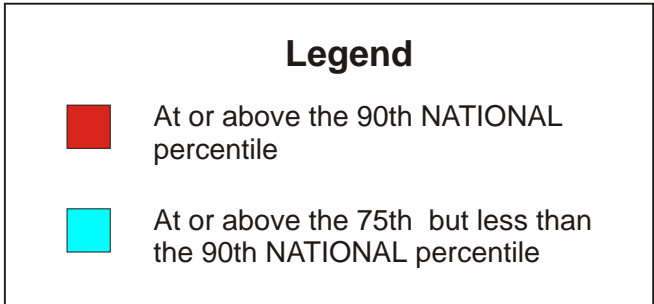 Legend
At or above the 90th NATIONAL
percentile
At or above the 75th but less than
the 90th NATIONAL percentile